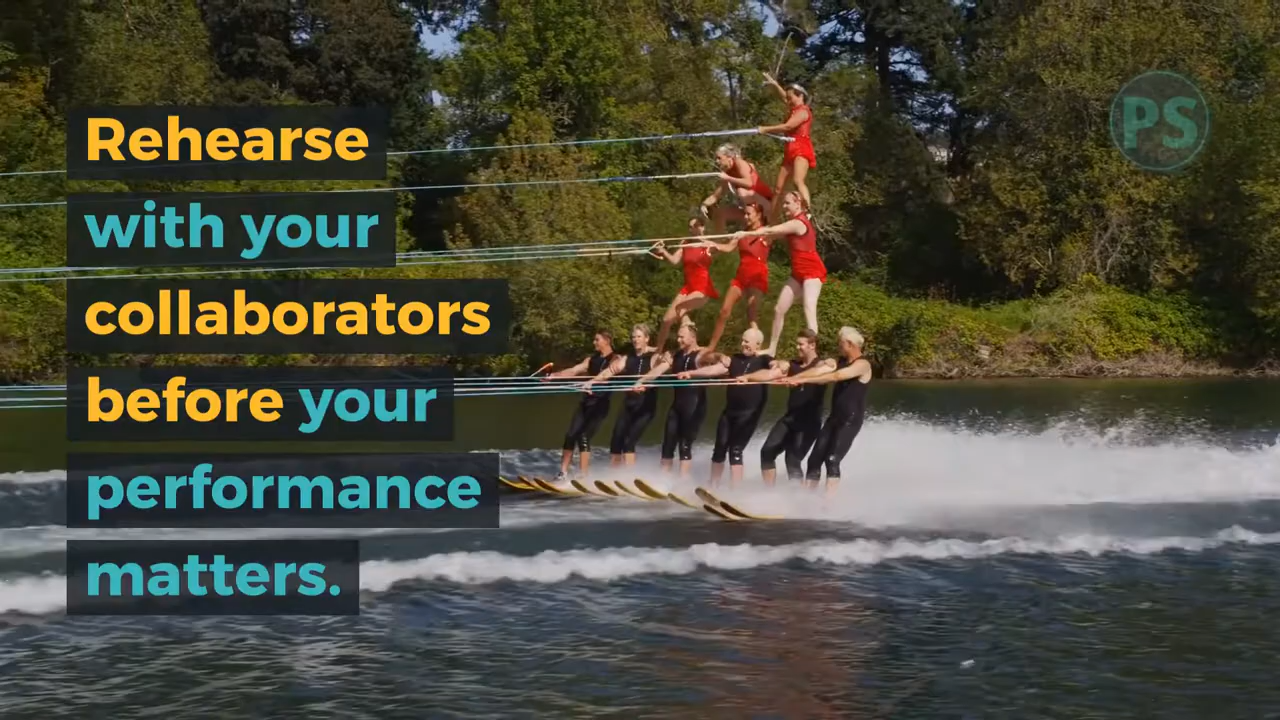 Rehearse
with your
collaborators
before your
performance
matters.
PS